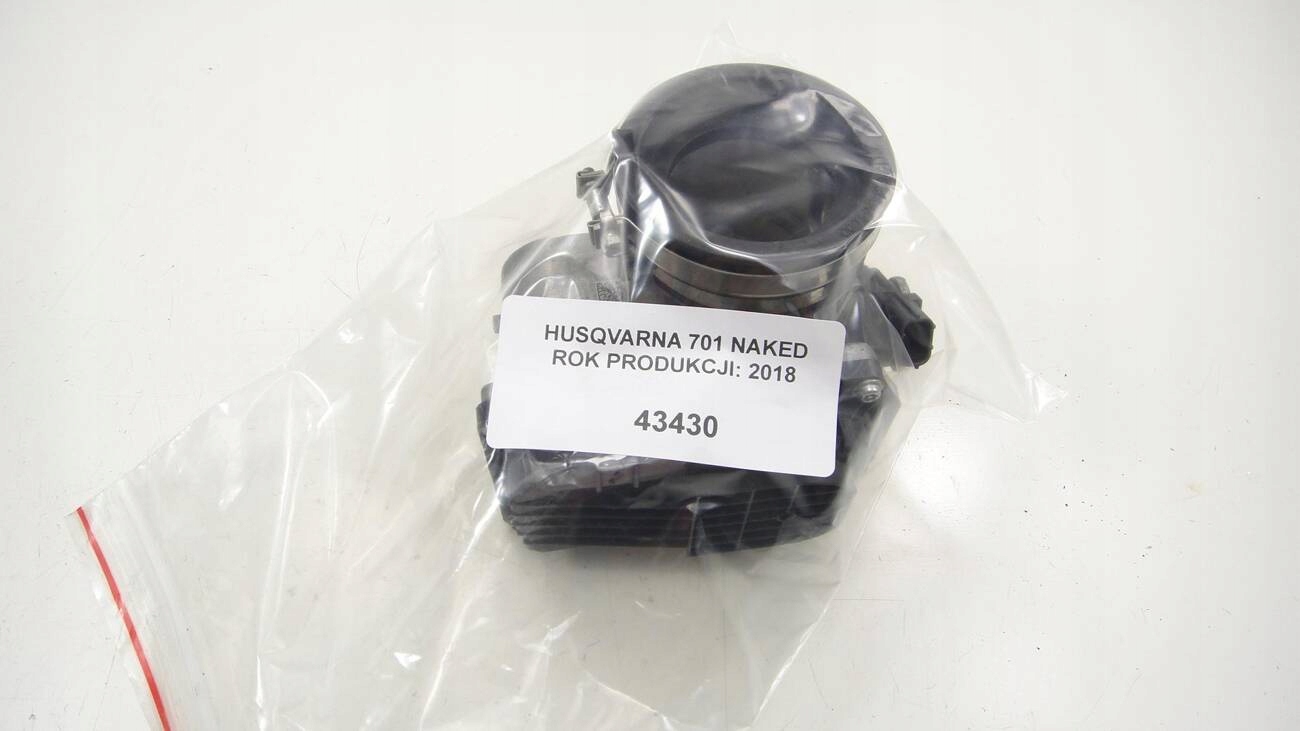 HUSQVARNA 701 NAKED
ROK PRODUKCJI: 2018
43430